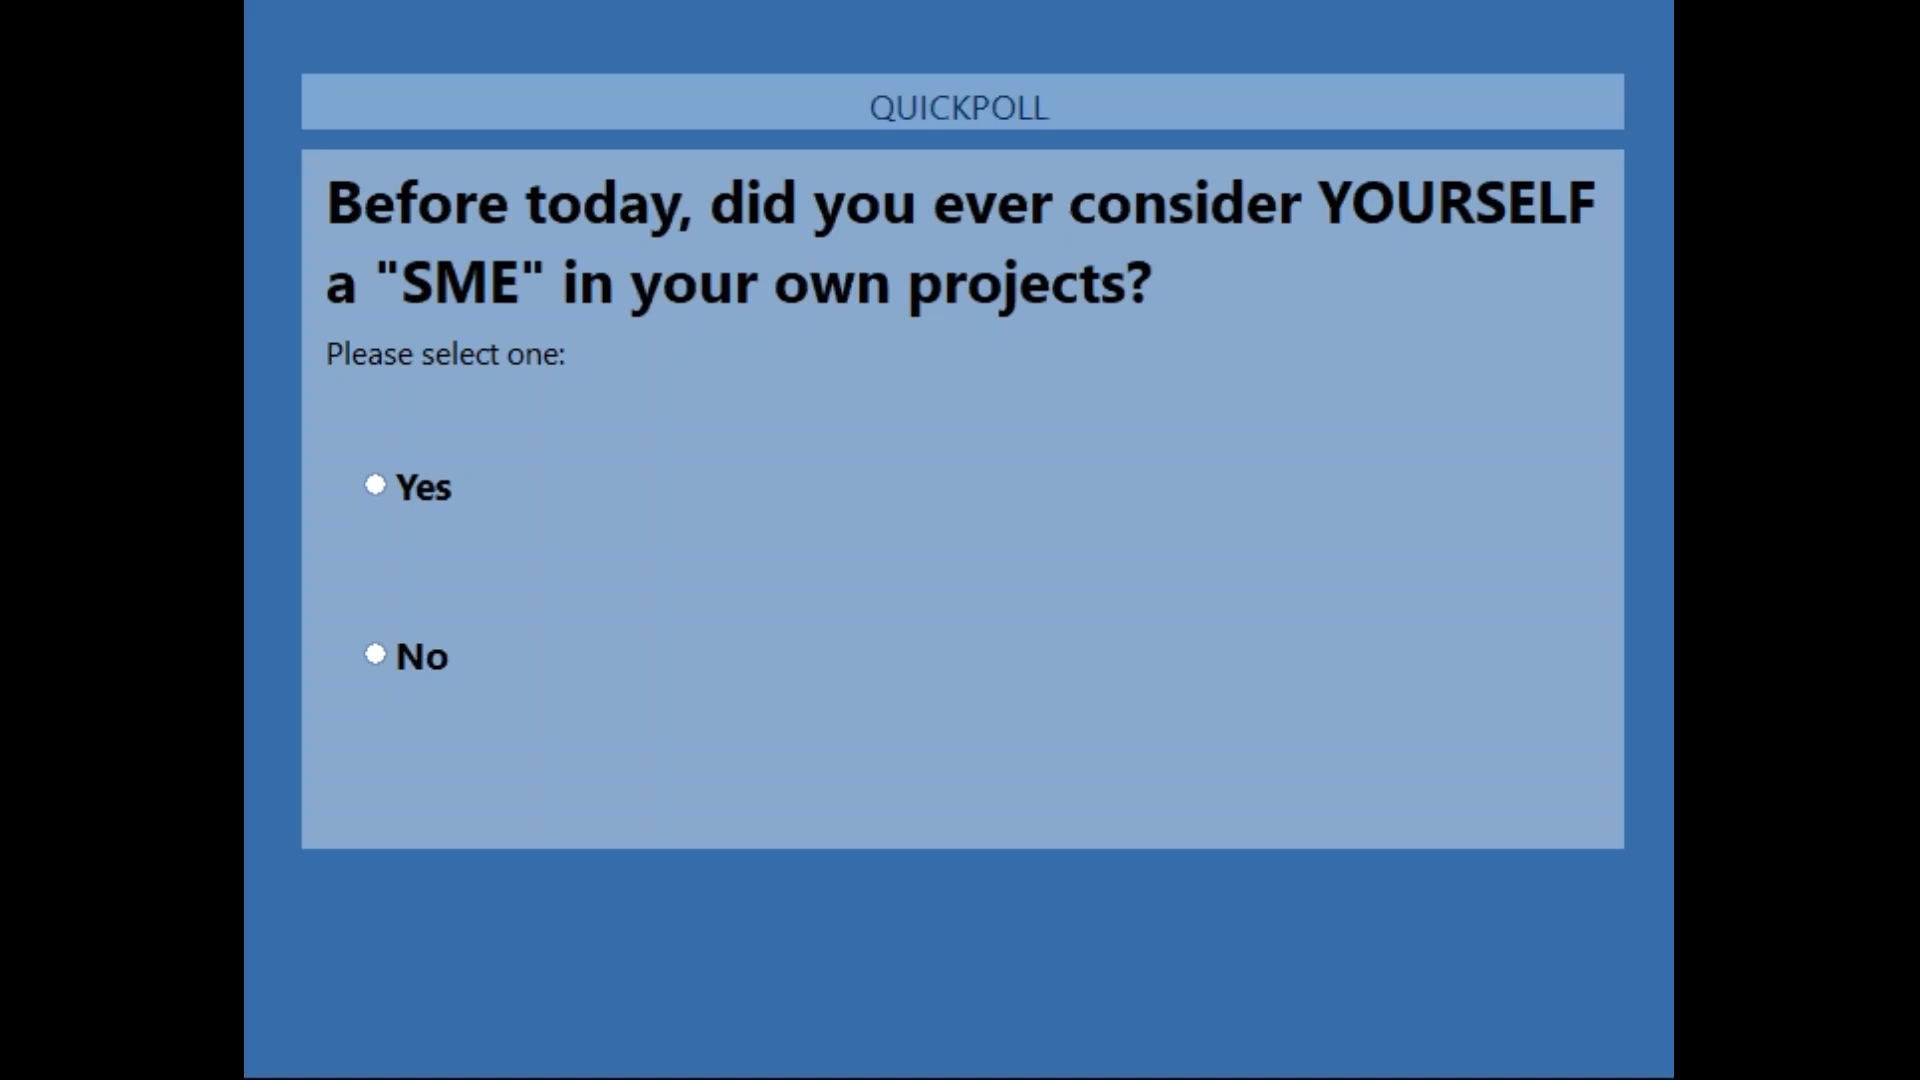 QUICKPOLL
Before today, did you ever consider YOURSELF
a "SME" in your own projects?
Please select one:
Yes
No